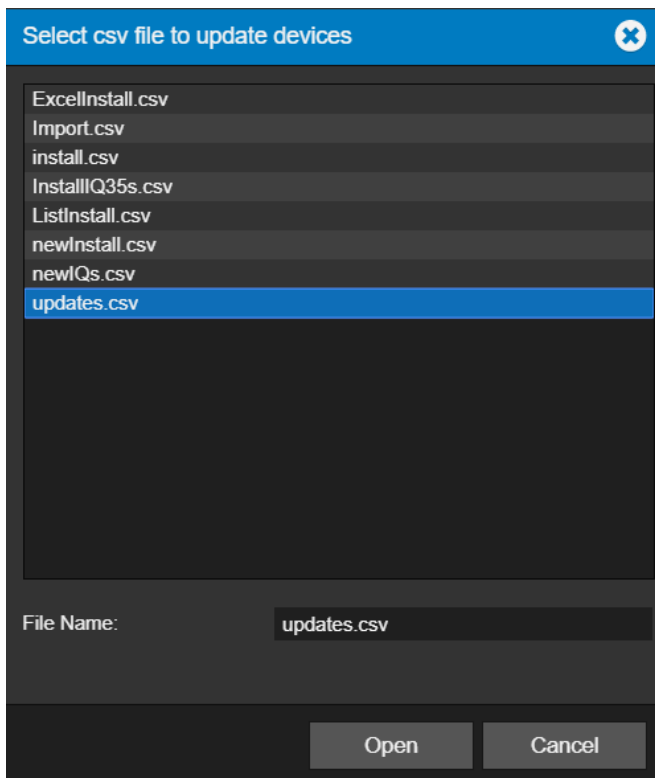 Select csv file to update devices
ExcelInstall.csv
Import.csv
install.csv
InstallIQ35s.csv
ListInstall.csv
newInstall.csv
newIQs.csv
updates.csv
File Name:
updates.csv
Open
Cancel